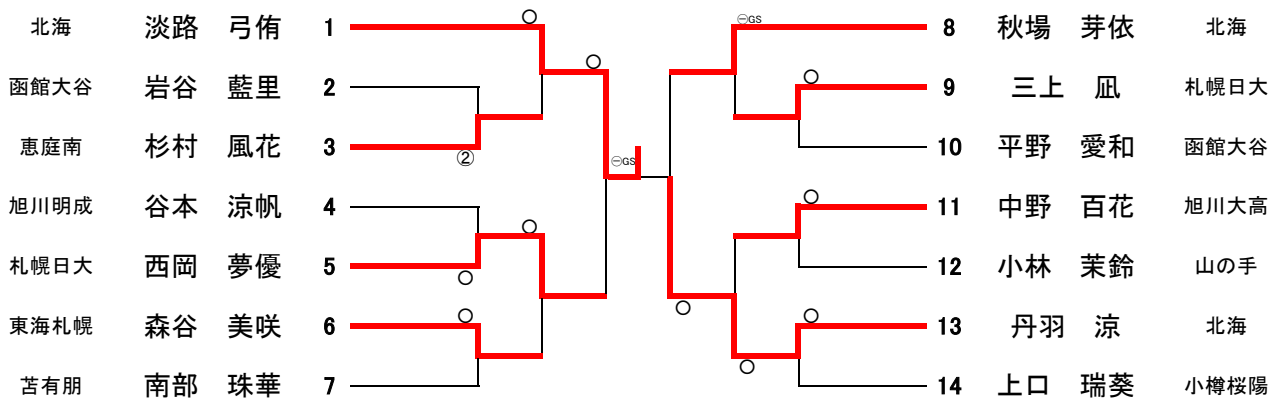 北海 淡路 弓侑 1 ○ ㊀GS 8 秋場 芽依 北海
函館大谷 岩谷 藍里 2 ○ ○ 9 三上 凪 札幌日大
恵庭南 杉村 風花 3 ② ㊀GS 10 平野 愛和 函館大谷
旭川明成 谷本 涼帆 4 ○ ○ 11 中野 百花 旭川大高
札幌日大 西岡 夢優 5 ○ 12 小林 茉鈴 山の手
東海札幌 森谷 美咲 6 ○ ○ ○ 13 丹羽 涼 北海
苫有朋 南部 珠華 7 ○ 14 上口 瑞葵 小樽桜陽